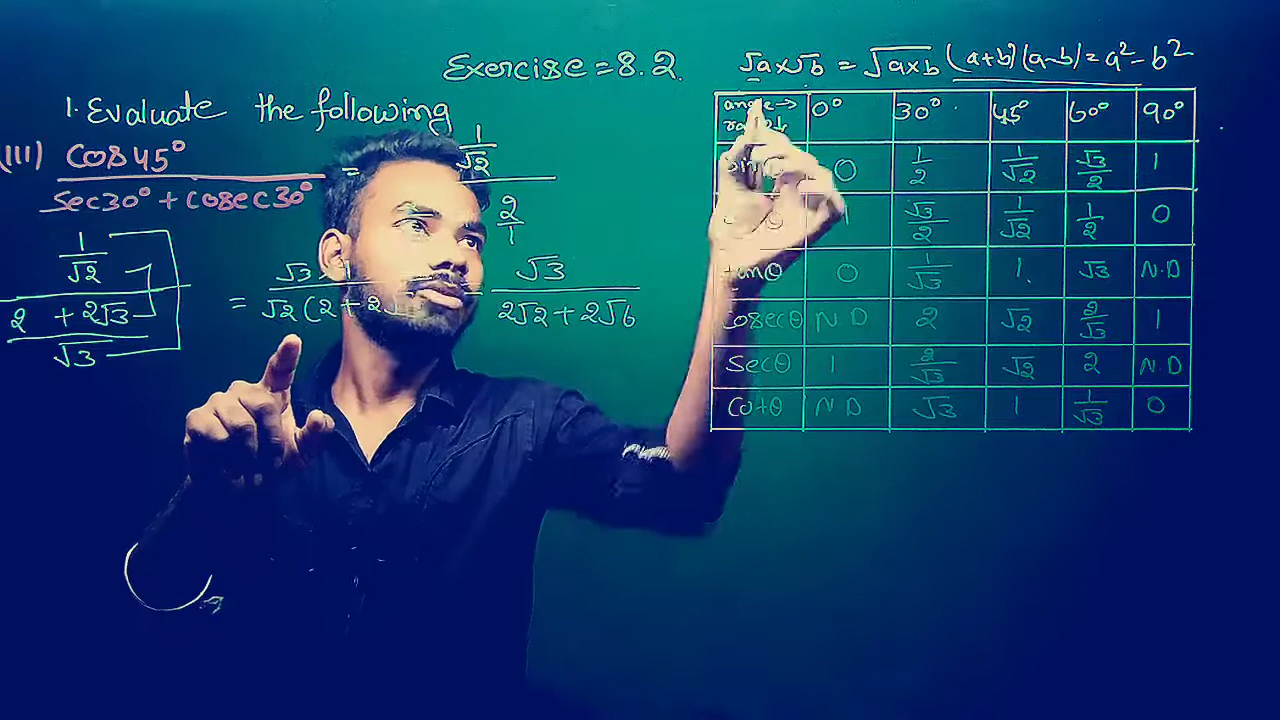 Exercise = 8.2.
√a×√b = √a×b (a+b)(a-b) = a² - b²
1. Evaluate the following
(III) cos45° / sec30° + cosec30°
= 1/√2
2/1
1/√2
2 + 2√3
√3
= √3 / √2(2+2
√3 / 2√2 + 2√6
angle → 0° 30° 45° 60° 90°
0 1/2 1/√2 √3/2 1
√3/2 1/√2 1/2 0
tanθ 0 1/√3 1. √3 N.D
cosecθ N D 2 √2 2/√3 1
secθ 1 2/√3 √2 2 N.D
cotθ N D √3 1 1/√3 0